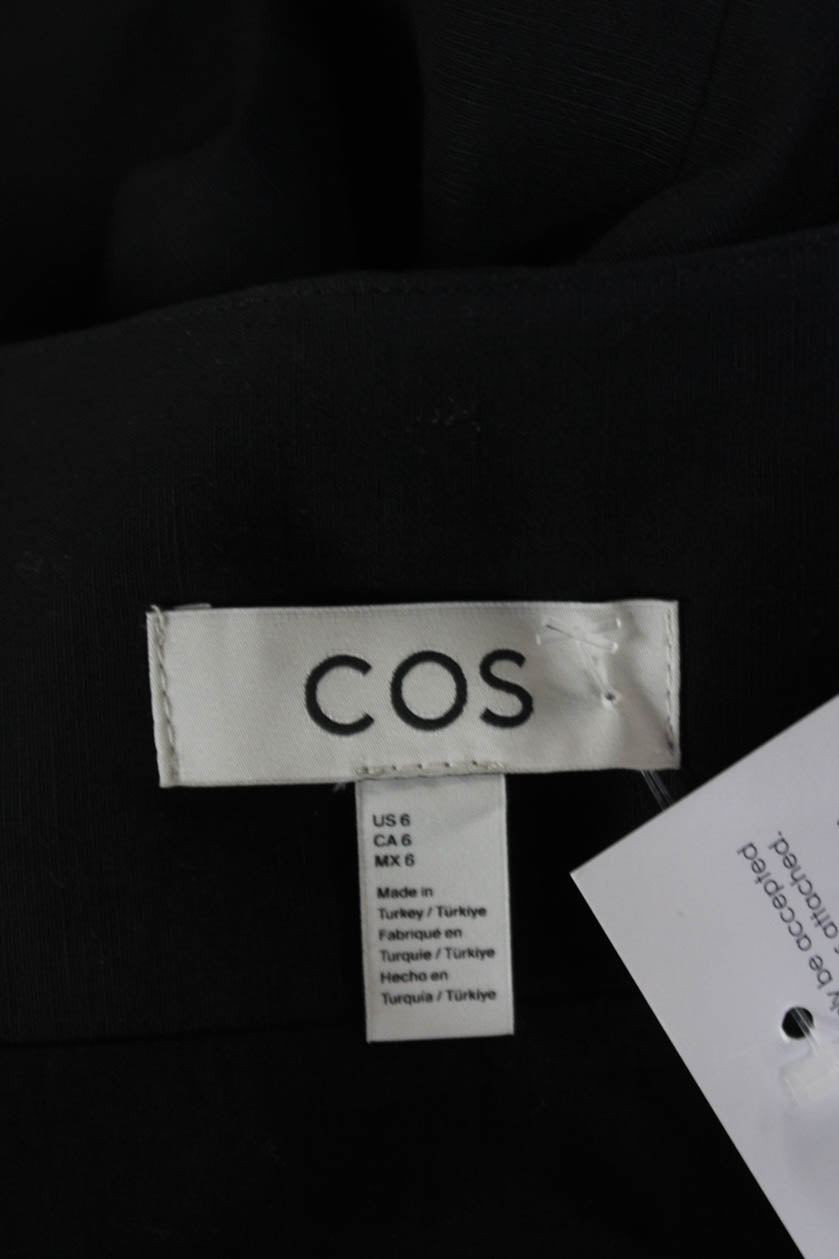 COS
US 6
CA 6
MX 6
Made in
Turkey / Türkiye
Fabriqué en
Turquie / Türkiye
Hecho en
Turquía / Türkiye
be accepted
attached.